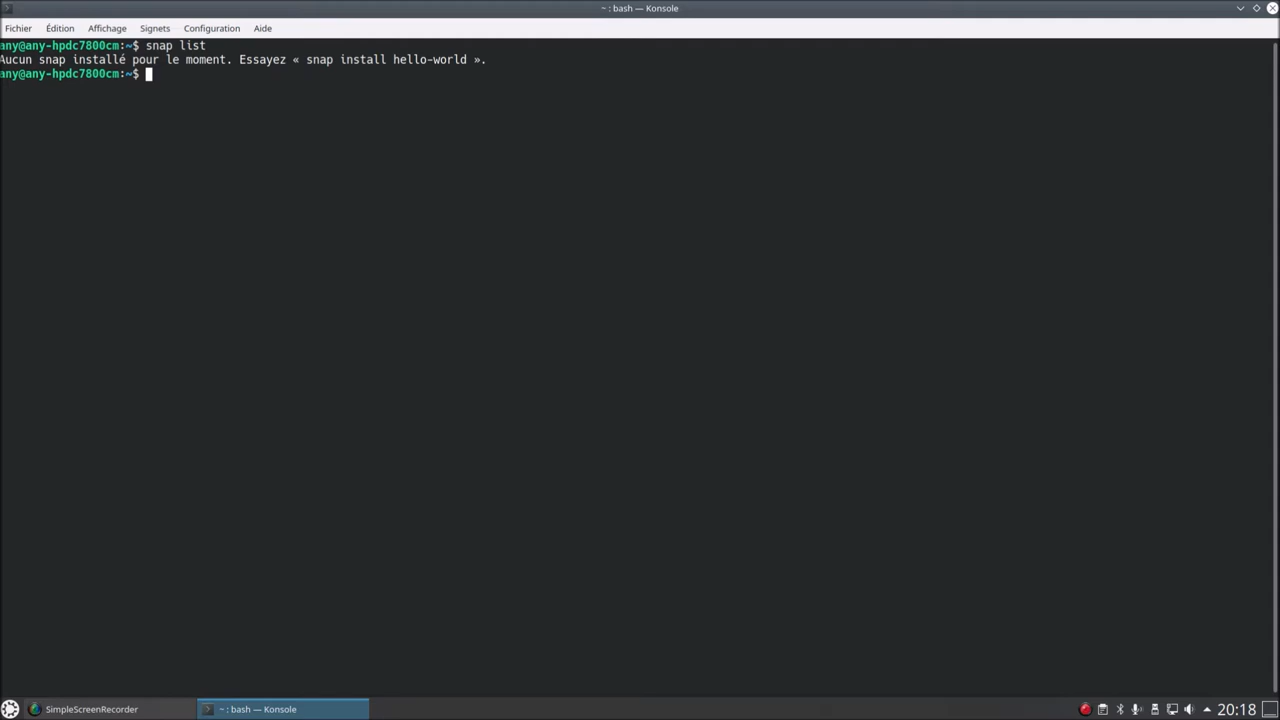 ~ : bash — Konsole
Fichier Édition Affichage Signets Configuration Aide
any@any-hpdc7800cm:~$ snap list
Aucun snap installé pour le moment. Essayez « snap install hello-world ».
any@any-hpdc7800cm:~$
SimpleScreenRecorder
~ : bash — Konsole
20:18